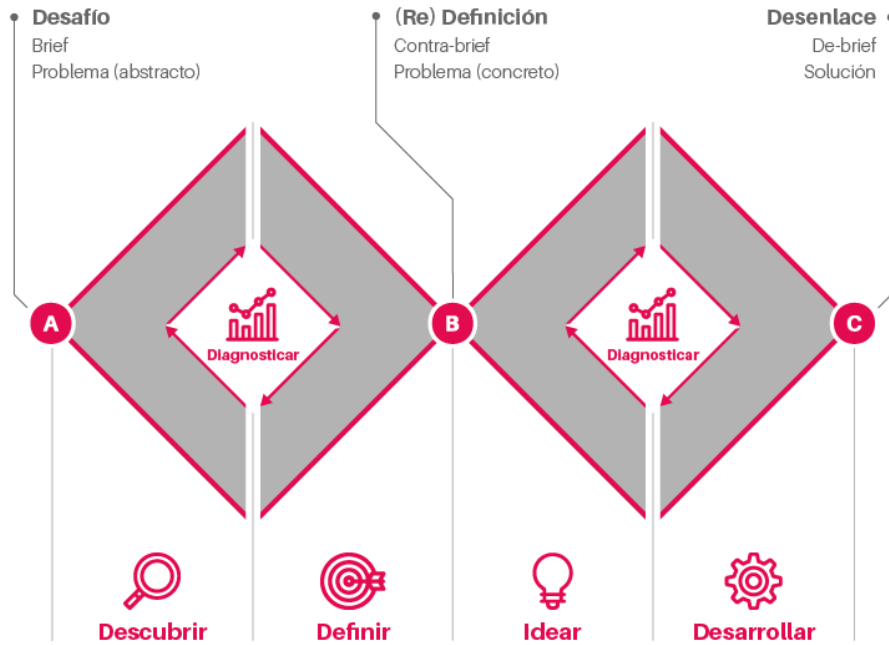 Desafío
Brief
Problema (abstracto)
(Re) Definición
Contra-brief
Problema (concreto)
Desenlace
De-brief
Solución
A
Diagnosticar
B
Diagnosticar
C
Descubrir
Definir
Idear
Desarrollar